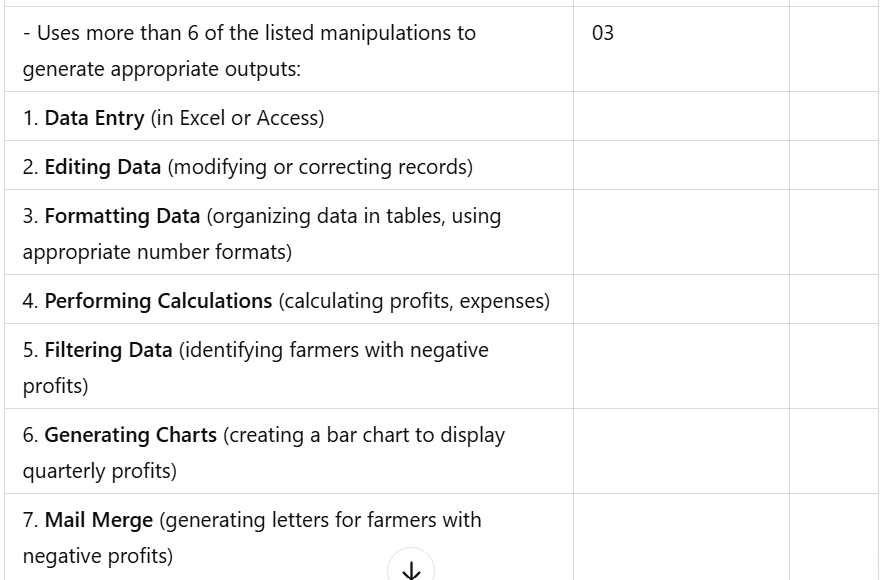 - Uses more than 6 of the listed manipulations to
03
generate appropriate outputs:
1. Data Entry (in Excel or Access)
2. Editing Data (modifying or correcting records)
3. Formatting Data (organizing data in tables, using
appropriate number formats)
4. Performing Calculations (calculating profits, expenses)
5. Filtering Data (identifying farmers with negative
profits)
6. Generating Charts (creating a bar chart to display
quarterly profits)
7. Mail Merge (generating letters for farmers with
negative profits)